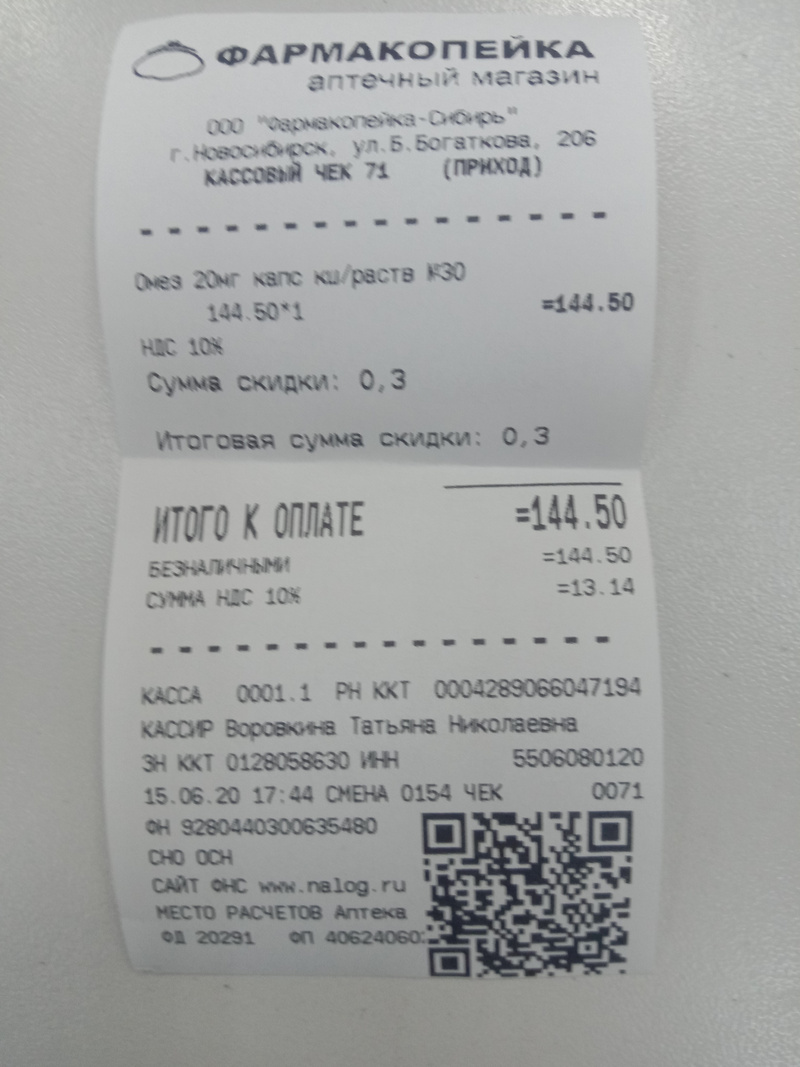 ФАРМАКОПЕЙКА
аптечный магазин
ООО "Фармакопейка-Сибирь"
г.Новосибирск, ул.Б.Богаткова, 206
КАССОВЫЙ ЧЕК 71 (ПРИХОД)
Омез 20мг капс кш/раств №30
144.50*1 =144.50
НДС 10%
Сумма скидки: 0,3
Итоговая сумма скидки: 0,3
ИТОГО К ОПЛАТЕ =144.50
БЕЗНАЛИЧНЫМИ =144.50
СУММА НДС 10% =13.14
КАССА 0001.1 РН ККТ 0004289066047194
КАССИР Воровкина Татьяна Николаевна
ЗН ККТ 0128058630 ИНН 5506080120
15.06.20 17:44 СМЕНА 0154 ЧЕК 0071
ФН 9280440300635480
СНО ОСН
САЙТ ФНС www.nalog.ru
МЕСТО РАСЧЕТОВ Аптека
ФД 20291 ФП